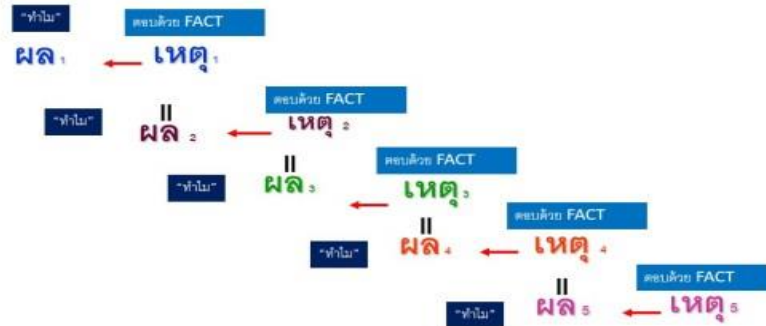 "ทำไม" ตอบด้วย FACT
ผล 1 เหตุ 1
ตอบด้วย FACT
"ทำไม" ผล 2 เหตุ 2
ตอบด้วย FACT
"ทำไม" ผล 3 เหตุ 3
ตอบด้วย FACT
"ทำไม" ผล 4 เหตุ 4
ตอบด้วย FACT
"ทำไม" ผล 5 เหตุ 5